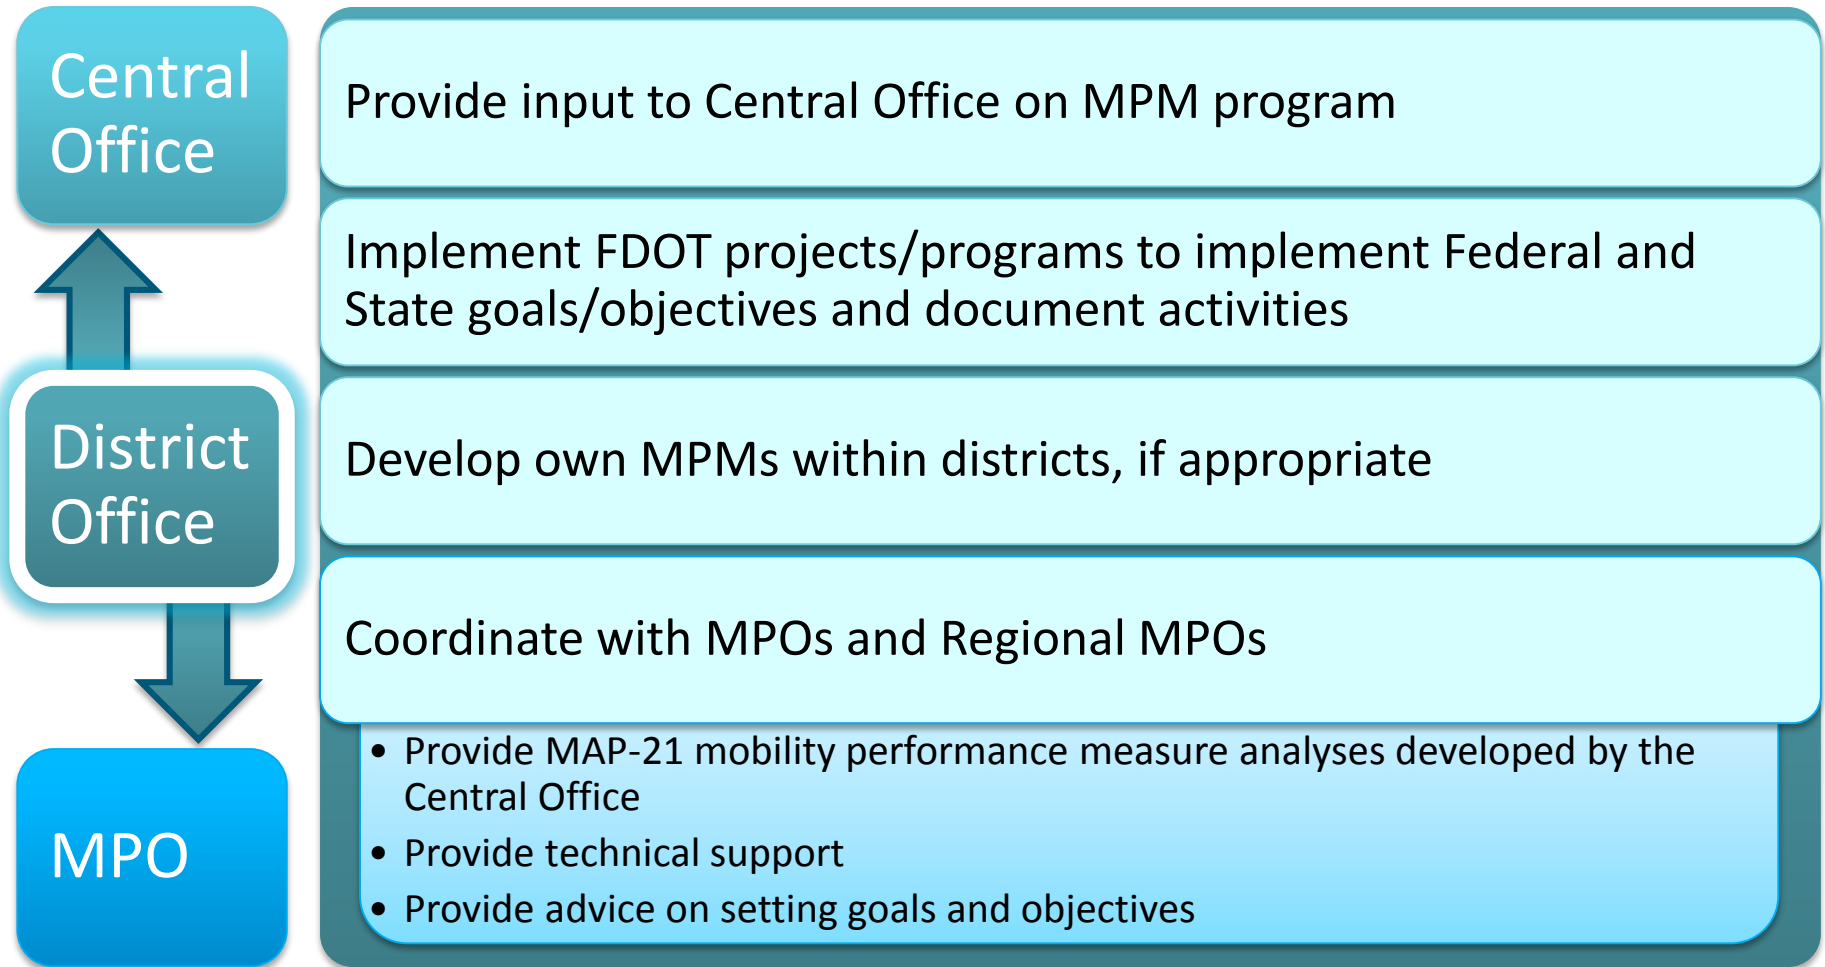 Central
Office
District
Office
MPO
Provide input to Central Office on MPM program
Implement FDOT projects/programs to implement Federal and
State goals/objectives and document activities
Develop own MPMs within districts, if appropriate
Coordinate with MPOs and Regional MPOs
• Provide MAP-21 mobility performance measure analyses developed by the
Central Office
• Provide technical support
• Provide advice on setting goals and objectives